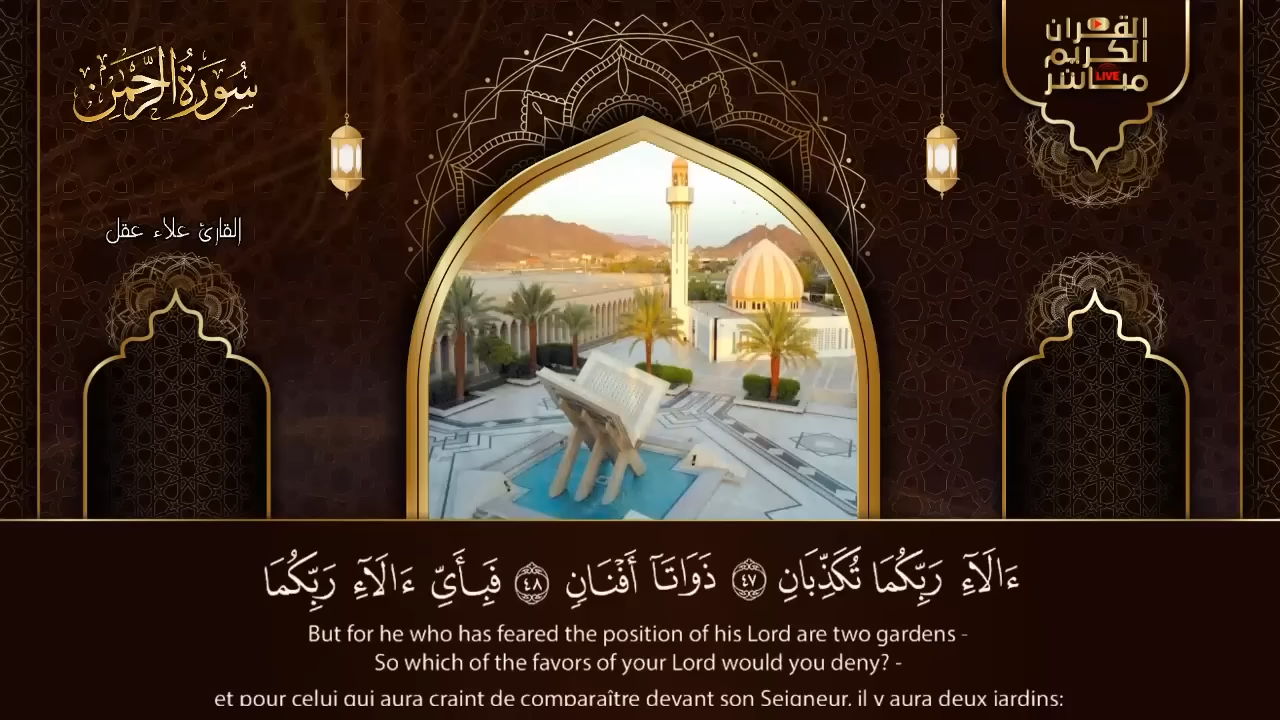 سُورَةُ الرَّحْمَٰن
القرآن
الكريم
مباشر
LIVE
القارئ علاء عقل
ءَالَآءِ رَبِّكُمَا تُكَذِّبَانِ ٤٧ ذَوَاتَآ أَفْنَانٍ ٤٨ فَبِأَىِّ ءَالَآءِ رَبِّكُمَا
But for he who has feared the position of his Lord are two gardens -
So which of the favors of your Lord would you deny? -
et pour celui qui aura craint de comparaître devant son Seigneur, il y aura deux jardins: